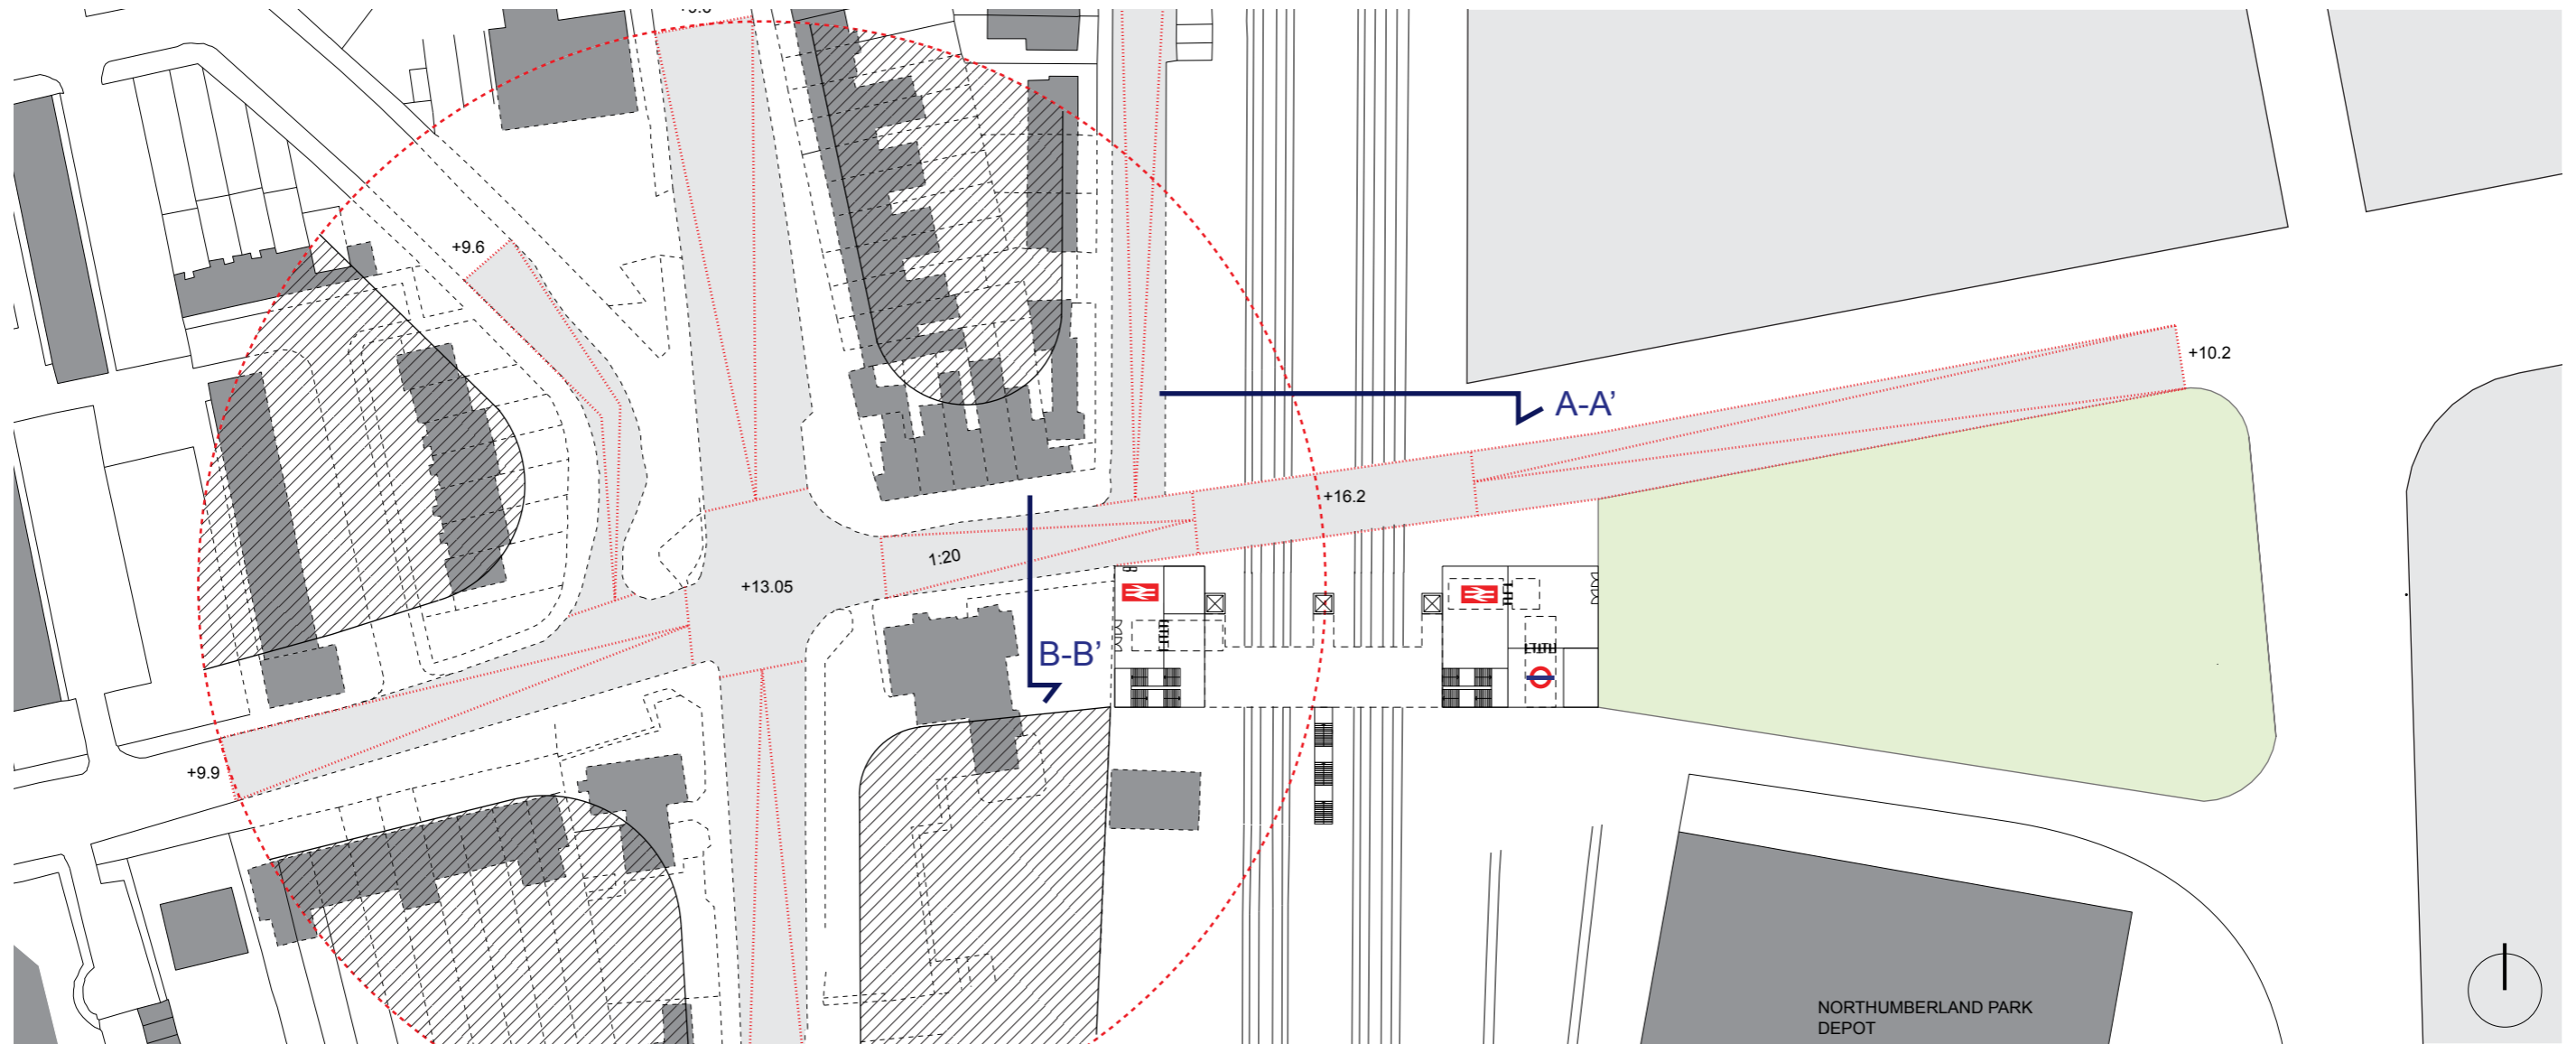 +9.6
+10.2
A-A’
+16.2
1:20
+13.05
B-B’
+9.9
NORTHUMBERLAND PARK
DEPOT